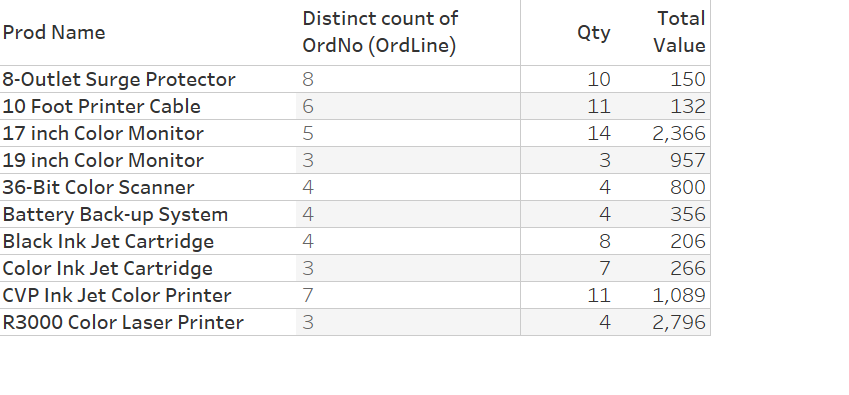 Prod Name Distinct count of OrdNo (OrdLine) Qty Total Value
8-Outlet Surge Protector 8 10 150
10 Foot Printer Cable 6 11 132
17 inch Color Monitor 5 14 2,366
19 inch Color Monitor 3 3 957
36-Bit Color Scanner 4 4 800
Battery Back-up System 4 4 356
Black Ink Jet Cartridge 4 8 206
Color Ink Jet Cartridge 3 7 266
CVP Ink Jet Color Printer 7 11 1,089
R3000 Color Laser Printer 3 4 2,796